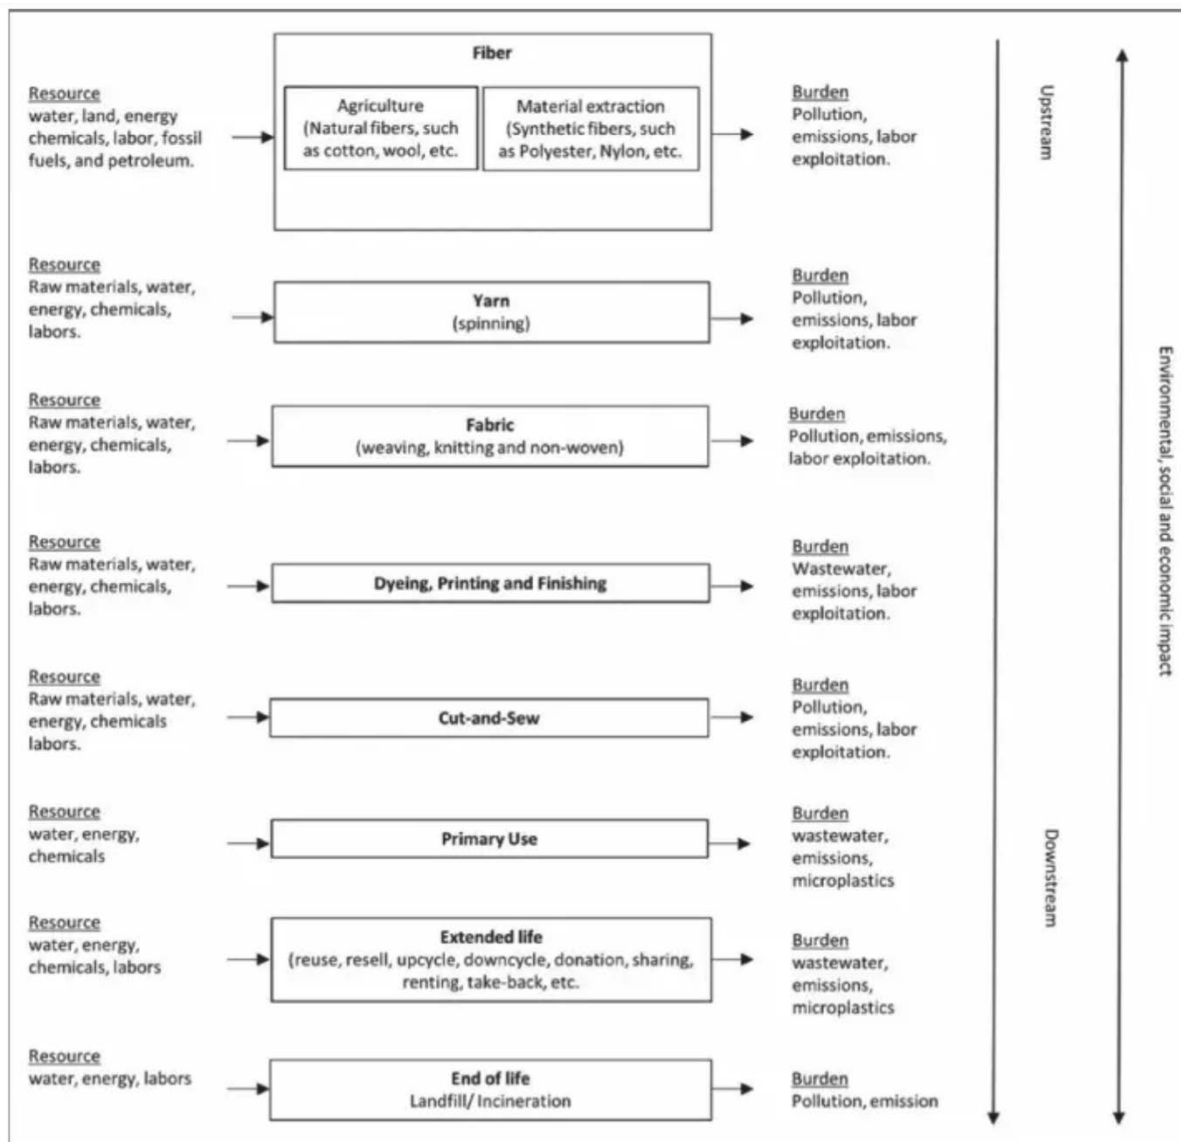 Fiber
Resource
water, land, energy
chemicals, labor, fossil
fuels, and petroleum.
Agriculture
(Natural fibers, such
as cotton, wool, etc.
Material extraction
(Synthetic fibers, such
as Polyester, Nylon, etc.
Burden
Pollution,
emissions, labor
exploitation.
Upstream
Resource
Raw materials, water,
energy, chemicals,
labors.
Yarn
(spinning)
Burden
Pollution,
emissions, labor
exploitation.
Resource
Raw materials, water,
energy, chemicals,
labors.
Fabric
(weaving, knitting and non-woven)
Burden
Pollution, emissions,
labor exploitation.
Environmental, social and economic impact
Resource
Raw materials, water,
energy, chemicals,
labors.
Dyeing, Printing and Finishing
Burden
Wastewater,
emissions, labor
exploitation.
Resource
Raw materials, water,
energy, chemicals
labors.
Cut-and-Sew
Burden
Pollution,
emissions, labor
exploitation.
Resource
water, energy,
chemicals
Primary Use
Burden
wastewater,
emissions,
microplastics
Downstream
Resource
water, energy,
chemicals, labors
Extended life
(reuse, resell, upcycle, downcycle, donation, sharing,
renting, take-back, etc.
Burden
wastewater,
emissions,
microplastics
Resource
water, energy, labors
End of life
Landfill/ Incineration
Burden
Pollution, emission